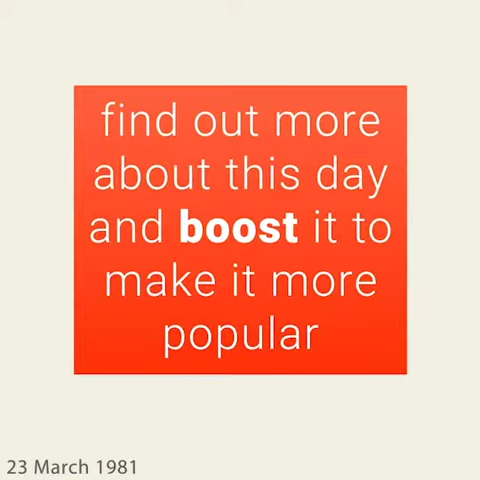 find out more
about this day
and boost it to
make it more
popular
23 March 1981